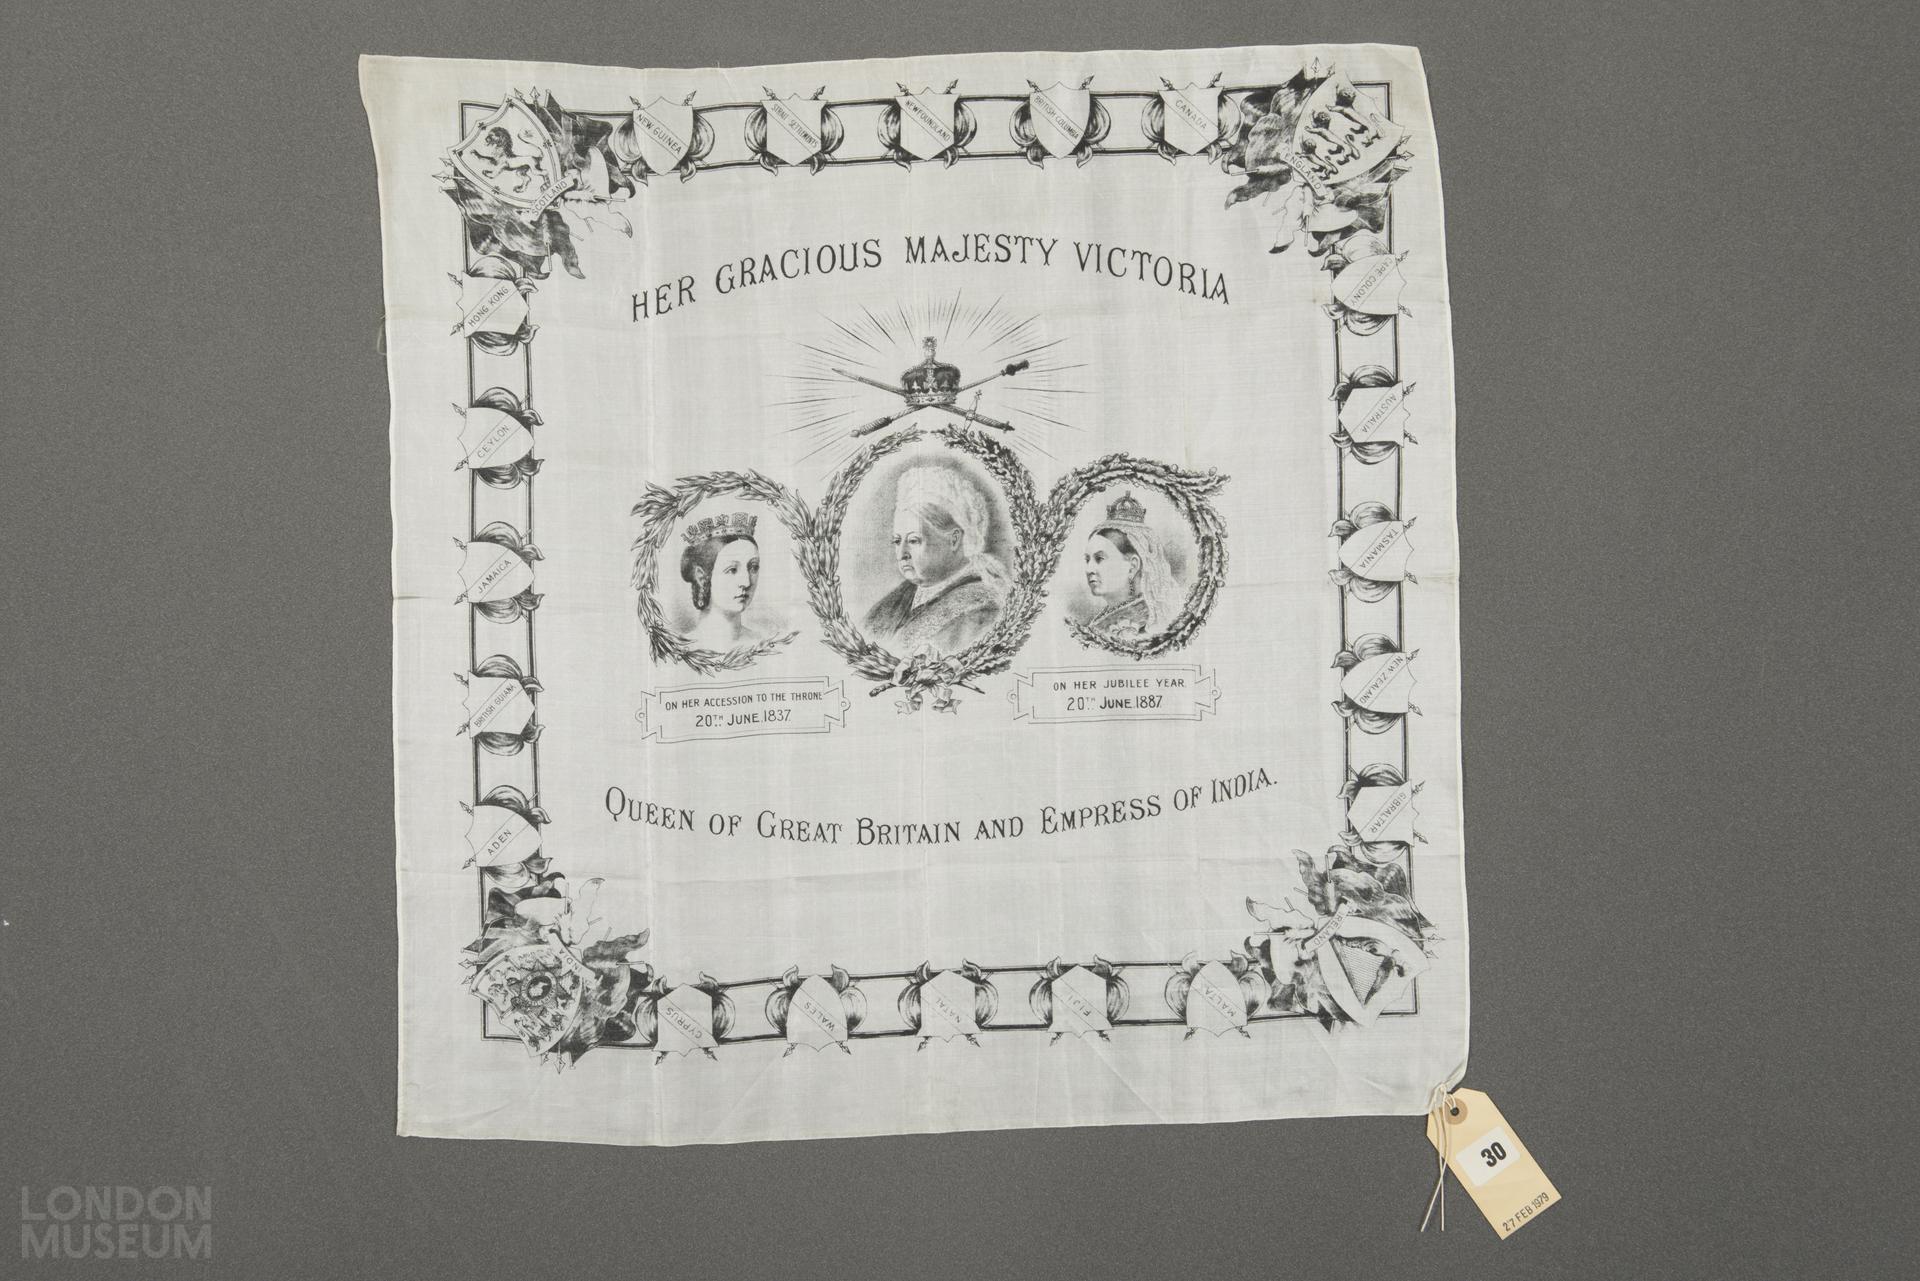 SCOTLAND
NEW GUINEA
STRAIT SETTLEMENTS
NEWFOUNDLAND
BRITISH COLUMBIA
CANADA
ENGLAND
HER GRACIOUS MAJESTY VICTORIA
HONG KONG
CEYLON
JAMAICA
BRITISH GUIANA
ADEN
CAPE COLONY
AUSTRALIA
TASMANIA
NEW ZEALAND
GIBRALTAR
ON HER ACCESSION TO THE THRONE
20TH JUNE 1837.
ON HER JUBILEE YEAR
20TH JUNE 1887
QUEEN OF GREAT BRITAIN AND EMPRESS OF INDIA.
INDIA
CYPRUS
WALES
NATAL
FIJI
MALTA
IRELAND
30
27 FEB 1979
LONDON
MUSEUM